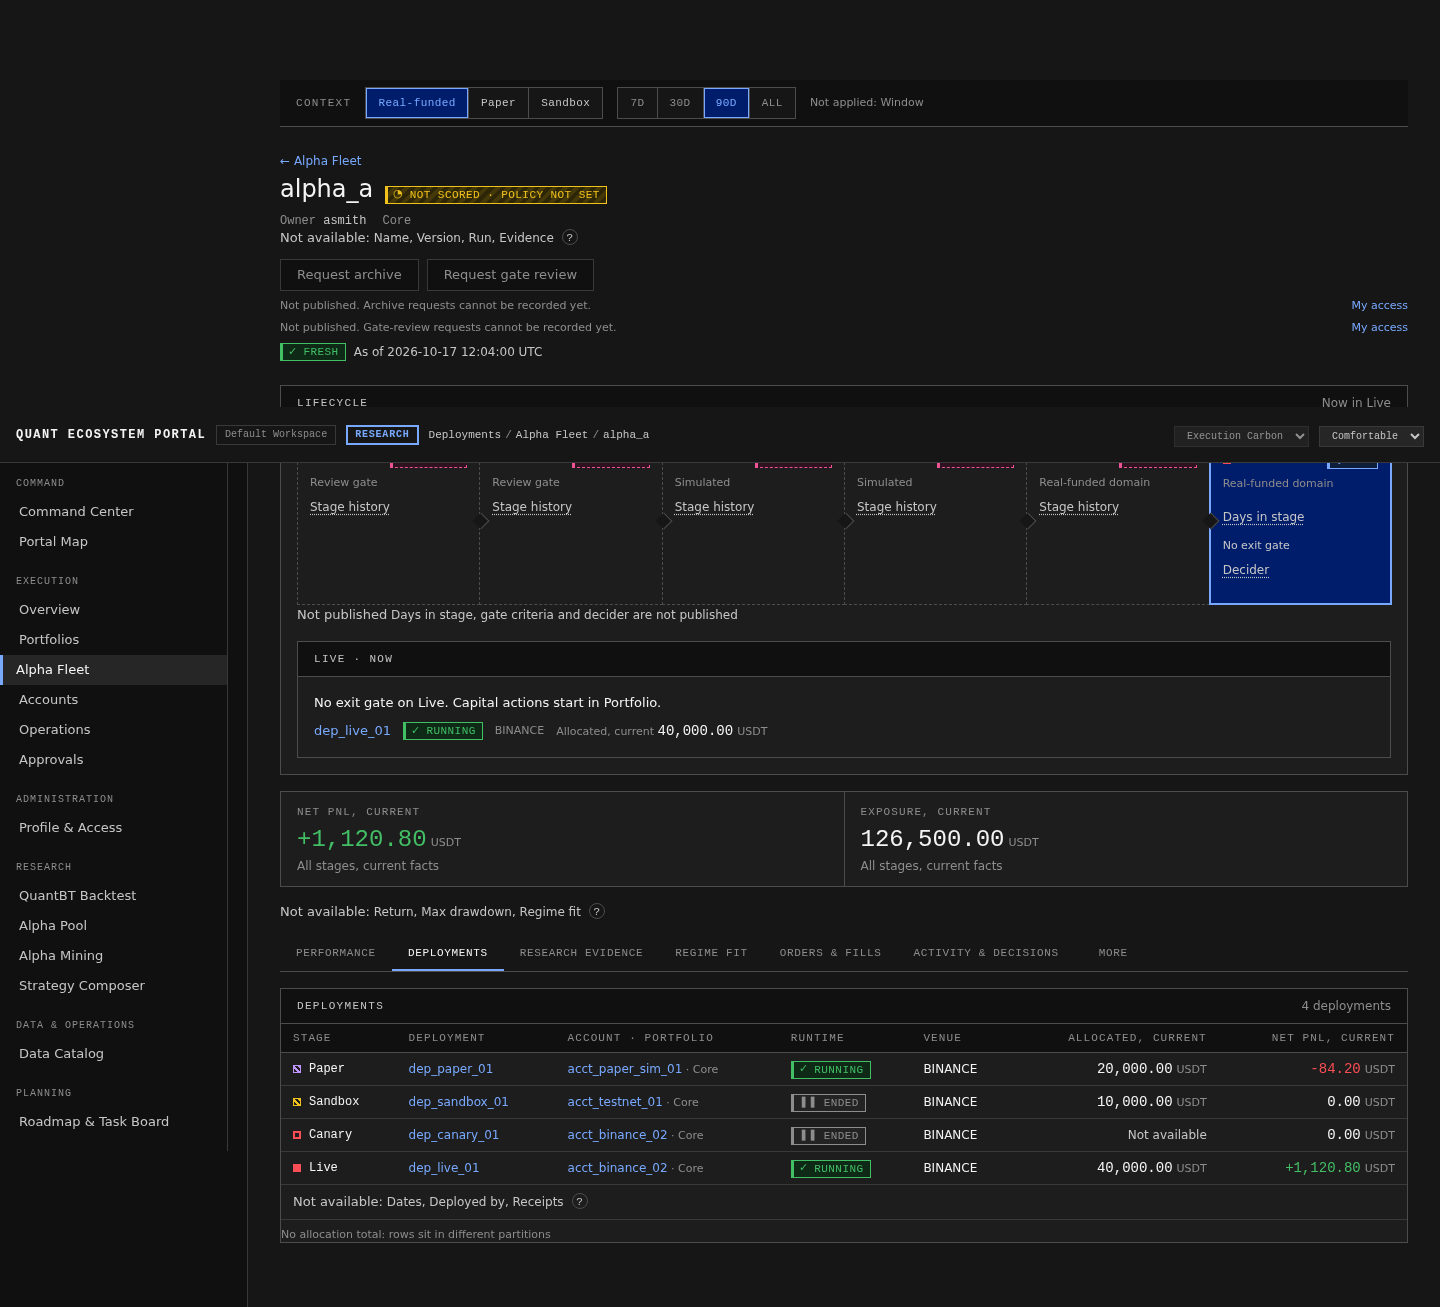 CONTEXT Real-funded Paper Sandbox 7D 30D 90D ALL Not applied: Window
← Alpha Fleet
alpha_a NOT SCORED · POLICY NOT SET
Owner asmith Core
Not available: Name, Version, Run, Evidence ?
Request archive Request gate review
Not published. Archive requests cannot be recorded yet. My access
Not published. Gate-review requests cannot be recorded yet. My access
✓ FRESH As of 2026-10-17 12:04:00 UTC
LIFECYCLE Now in Live
QUANT ECOSYSTEM PORTAL Default Workspace RESEARCH Deployments / Alpha Fleet / alpha_a Execution Carbon Comfortable
COMMAND
Command Center
Portal Map
EXECUTION
Overview
Portfolios
Alpha Fleet
Accounts
Operations
Approvals
ADMINISTRATION
Profile & Access
RESEARCH
QuantBT Backtest
Alpha Pool
Alpha Mining
Strategy Composer
DATA & OPERATIONS
Data Catalog
PLANNING
Roadmap & Task Board
Review gate Review gate Simulated Simulated Real-funded domain Real-funded domain
Stage history Stage history Stage history Stage history Stage history
Days in stage
No exit gate
Decider
Not published Days in stage, gate criteria and decider are not published
LIVE · NOW
No exit gate on Live. Capital actions start in Portfolio.
dep_live_01 ✓ RUNNING BINANCE Allocated, current 40,000.00 USDT
NET PNL, CURRENT EXPOSURE, CURRENT
+1,120.80 USDT 126,500.00 USDT
All stages, current facts All stages, current facts
Not available: Return, Max drawdown, Regime fit ?
PERFORMANCE DEPLOYMENTS RESEARCH EVIDENCE REGIME FIT ORDERS & FILLS ACTIVITY & DECISIONS MORE
DEPLOYMENTS 4 deployments
STAGE DEPLOYMENT ACCOUNT · PORTFOLIO RUNTIME VENUE ALLOCATED, CURRENT NET PNL, CURRENT
Paper dep_paper_01 acct_paper_sim_01 · Core ✓ RUNNING BINANCE 20,000.00 USDT -84.20 USDT
Sandbox dep_sandbox_01 acct_testnet_01 · Core ENDED BINANCE 10,000.00 USDT 0.00 USDT
Canary dep_canary_01 acct_binance_02 · Core ENDED BINANCE Not available 0.00 USDT
Live dep_live_01 acct_binance_02 · Core ✓ RUNNING BINANCE 40,000.00 USDT +1,120.80 USDT
Not available: Dates, Deployed by, Receipts ?
No allocation total: rows sit in different partitions